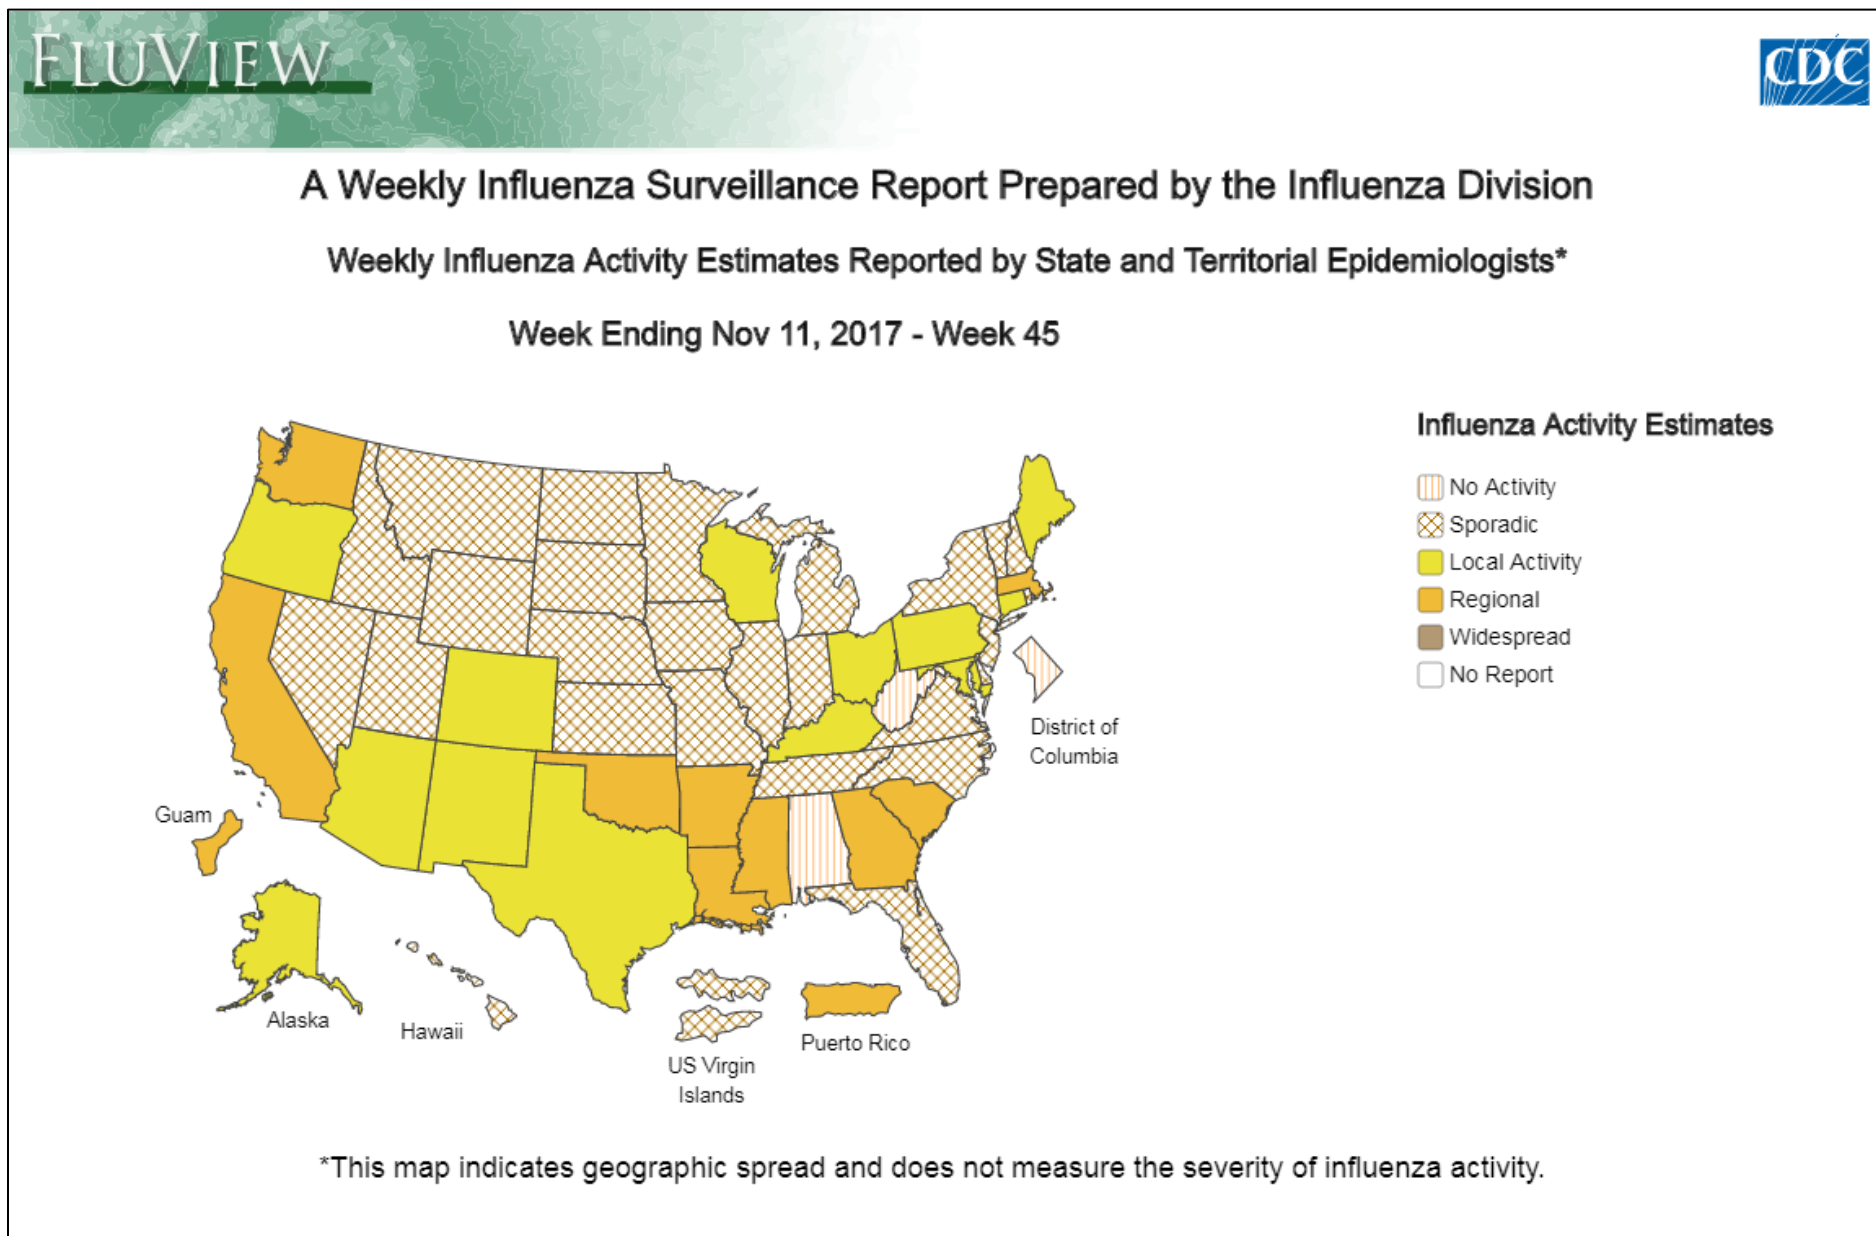 FLUVIEW
CDC
A Weekly Influenza Surveillance Report Prepared by the Influenza Division
Weekly Influenza Activity Estimates Reported by State and Territorial Epidemiologists*
Week Ending Nov 11, 2017 - Week 45
Influenza Activity Estimates
No Activity
Sporadic
Local Activity
Regional
Widespread
No Report
District of
Columbia
Guam
Alaska
Hawaii
US Virgin
Islands
Puerto Rico
*This map indicates geographic spread and does not measure the severity of influenza activity.